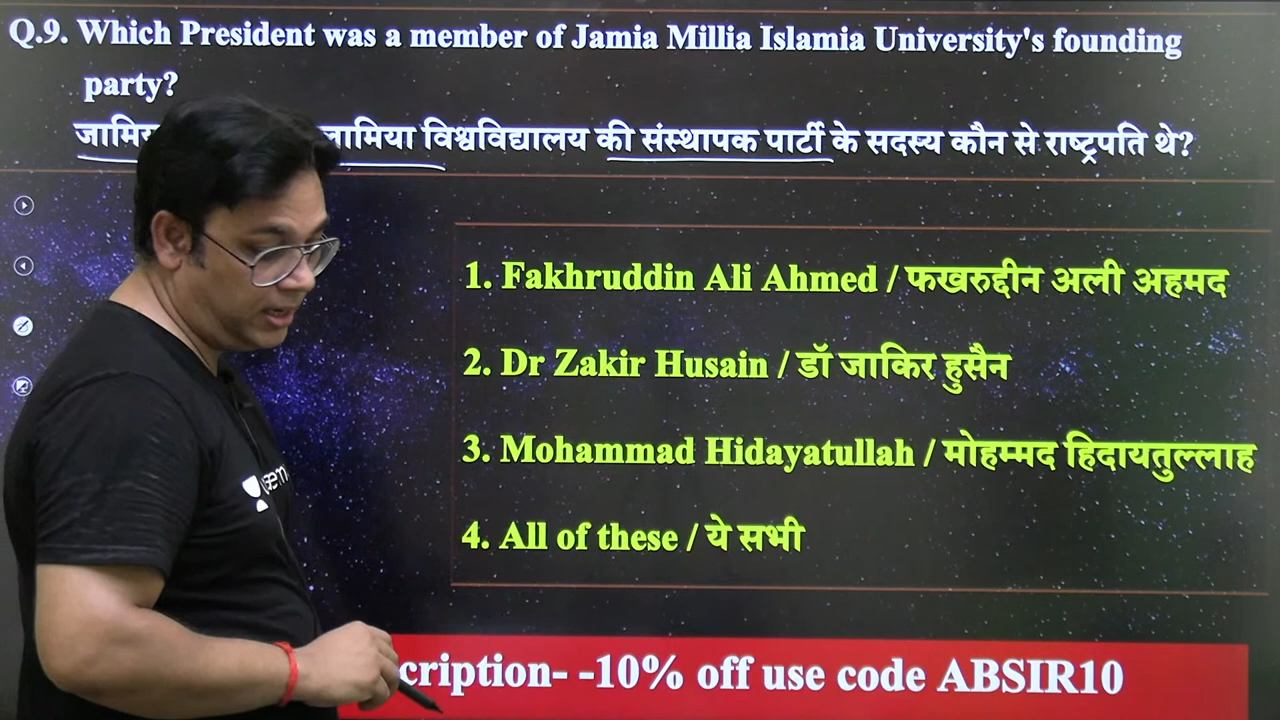 Q.9. Which President was a member of Jamia Millia Islamia University's founding
party?
विश्वविद्यालय की संस्थापक पार्टी के सदस्य कौन से राष्ट्रपति थे?
1. Fakhruddin Ali Ahmed / फखरुद्दीन अली अहमद
2. Dr Zakir Husain / डॉ जाकिर हुसैन
3. Mohammad Hidayatullah / मोहम्मद हिदायतुल्लाह
4. All of these / ये सभी
cription- -10% off use code ABSIR10